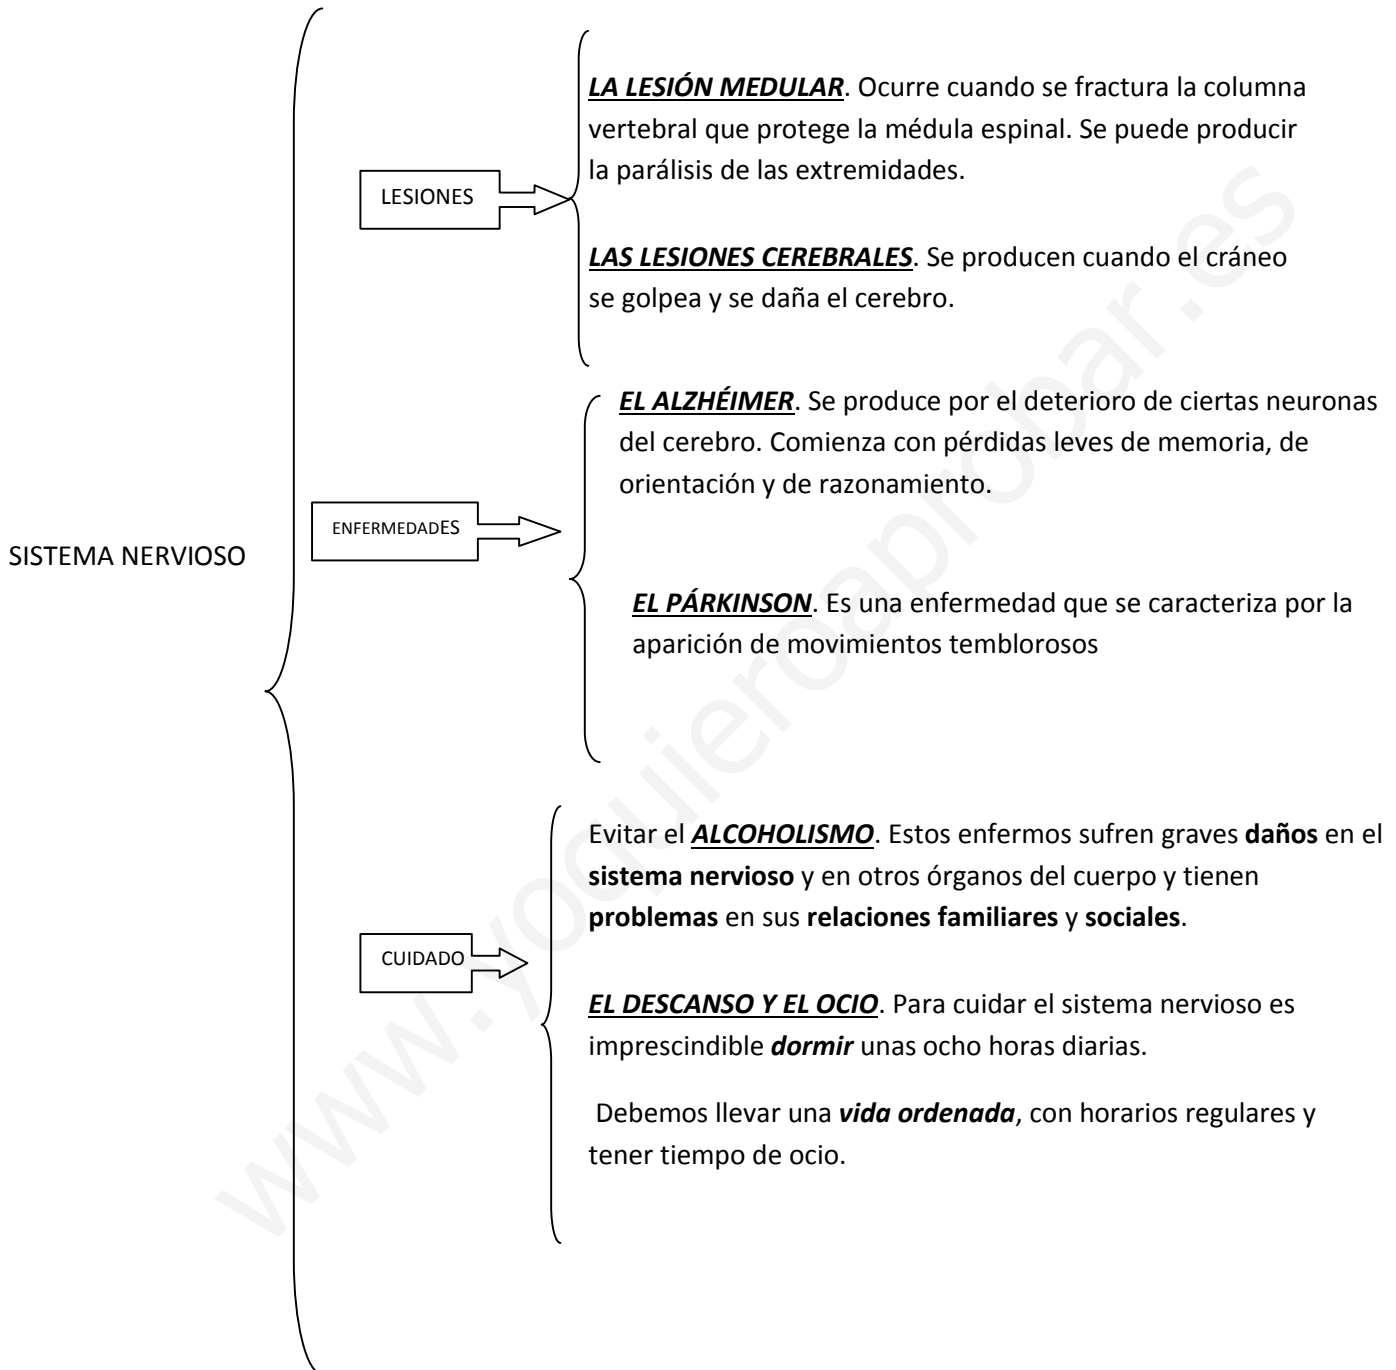 LA LESIÓN MEDULAR. Ocurre cuando se fractura la columna
vertebral que protege la médula espinal. Se puede producir
la parálisis de las extremidades.
LESIONES
LAS LESIONES CEREBRALES. Se producen cuando el cráneo
se golpea y se daña el cerebro.
EL ALZHÉIMER. Se produce por el deterioro de ciertas neuronas
del cerebro. Comienza con pérdidas leves de memoria, de
orientación y de razonamiento.
ENFERMEDADES
SISTEMA NERVIOSO
EL PÁRKINSON. Es una enfermedad que se caracteriza por la
aparición de movimientos temblorosos
Evitar el ALCOHOLISMO. Estos enfermos sufren graves daños en el
sistema nervioso y en otros órganos del cuerpo y tienen
problemas en sus relaciones familiares y sociales.
CUIDADO
EL DESCANSO Y EL OCIO. Para cuidar el sistema nervioso es
imprescindible dormir unas ocho horas diarias.
Debemos llevar una vida ordenada, con horarios regulares y
tener tiempo de ocio.
www.yoquieroaprobar.es